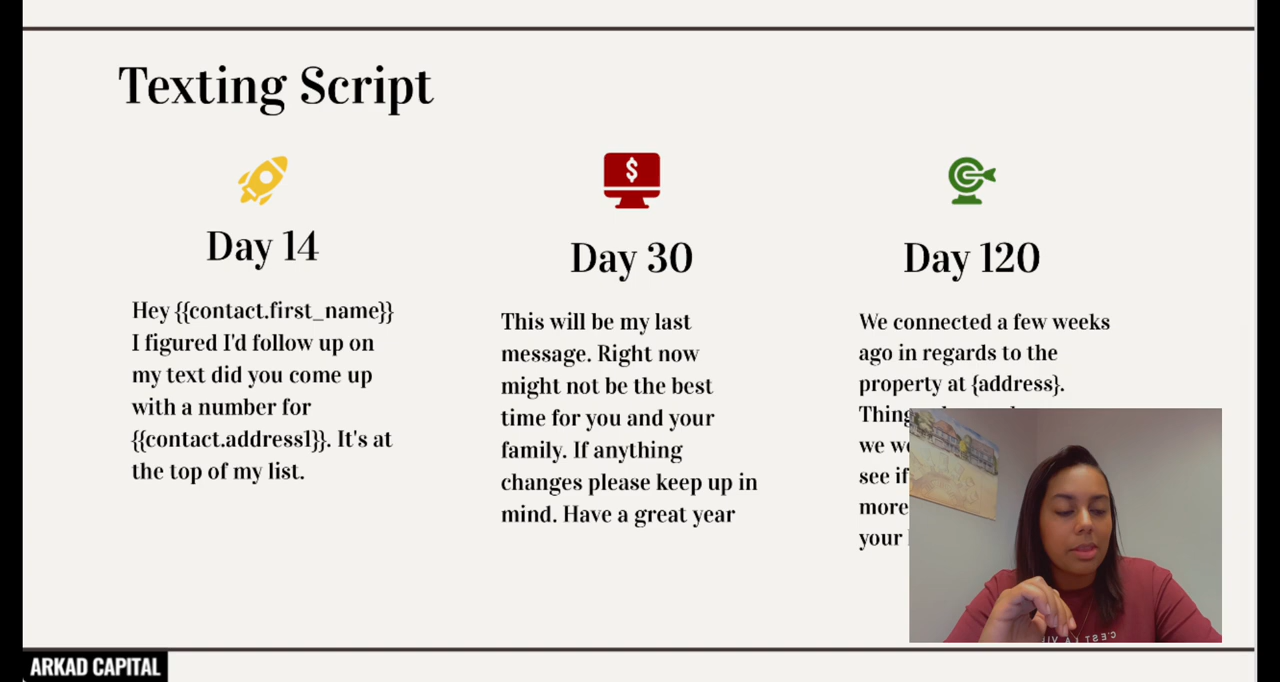 Texting Script
$
Day 14
Hey {{contact.first_name}}
I figured I'd follow up on
my text did you come up
with a number for
{{contact.address1}}. It's at
the top of my list.
Day 30
This will be my last
message. Right now
might not be the best
time for you and your
family. If anything
changes please keep up in
mind. Have a great year
Day 120
We connected a few weeks
ago in regards to the
property at {address}.
we
see if
more
your
C'EST LA VI
ARKAD CAPITAL